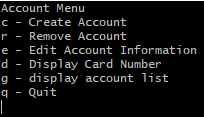 Account Menu
c - Create Account
r - Remove Account
e - Edit Account Information
d - Display Card Number
g - display account list
q - Quit